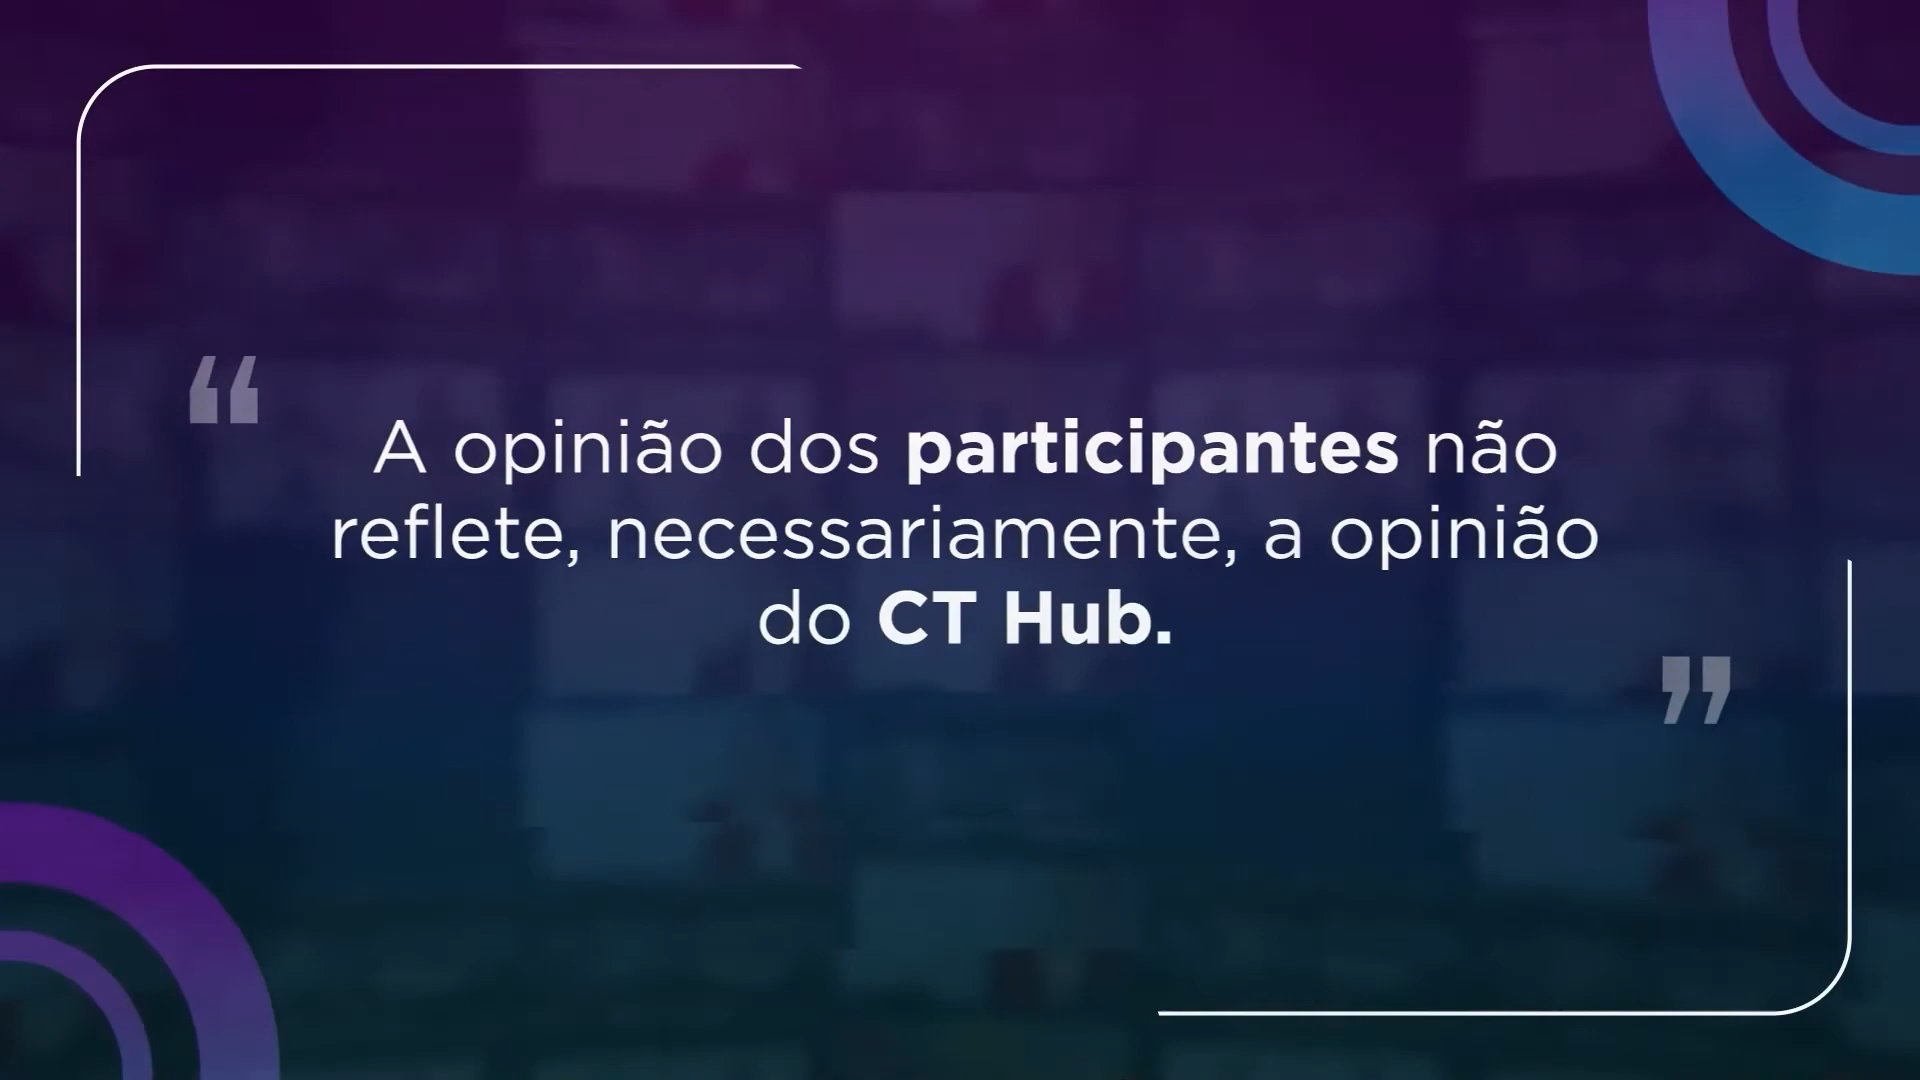 “
A opinião dos participantes não
reflete, necessariamente, a opinião
do CT Hub.
”